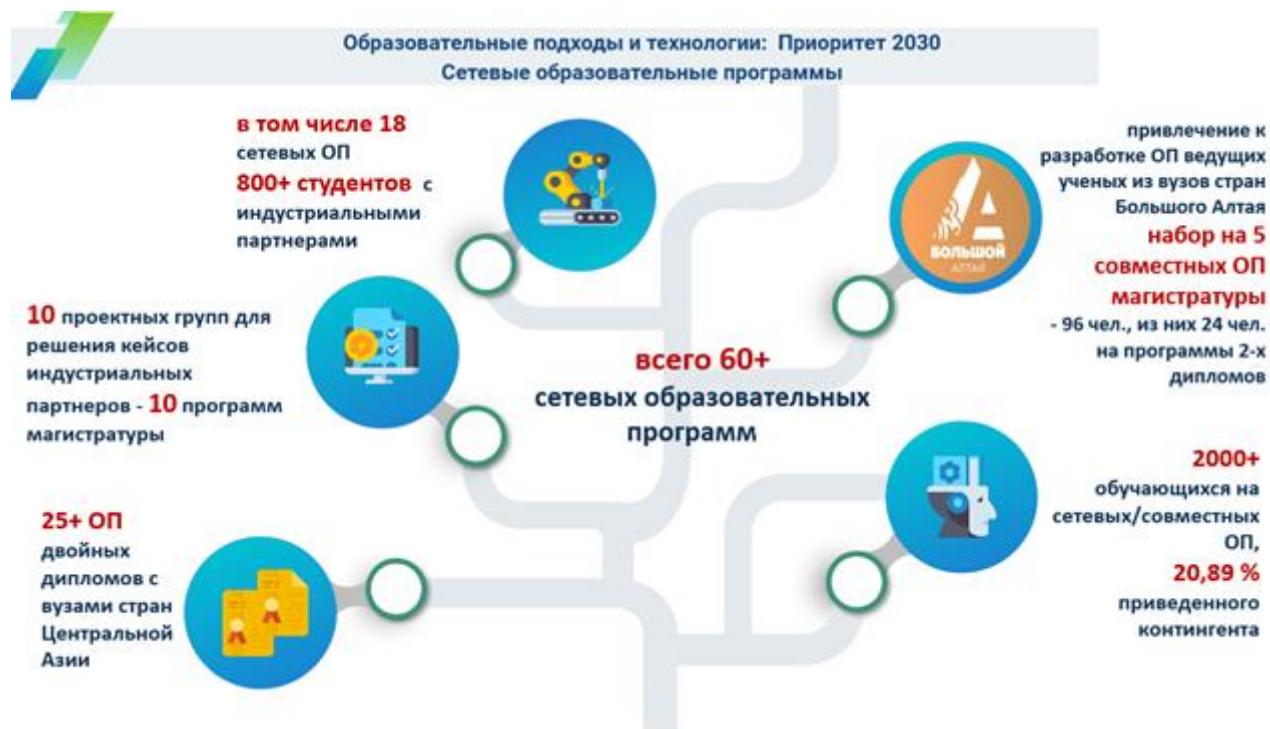 Образовательные подходы и технологии: Приоритет 2030
Сетевые образовательные программы
в том числе 18
сетевых ОП
800+ студентов с
индустриальными
партнерами
10 проектных групп для
решения кейсов
индустриальных
партнеров - 10 программ
магистратуры
25+ ОП
двойных
дипломов с
вузами стран
Центральной
Азии
всего 60+
сетевых образовательных
программ
БОЛЬШОЙ
АЛТАЙ
привлечение к
разработке ОП ведущих
ученых из вузов стран
Большого Алтая
набор на 5
совместных ОП
магистратуры
- 96 чел., из них 24 чел.
на программы 2-х
дипломов
2000+
обучающихся на
сетевых/совместных
ОП,
20,89 %
приведенного
контингента